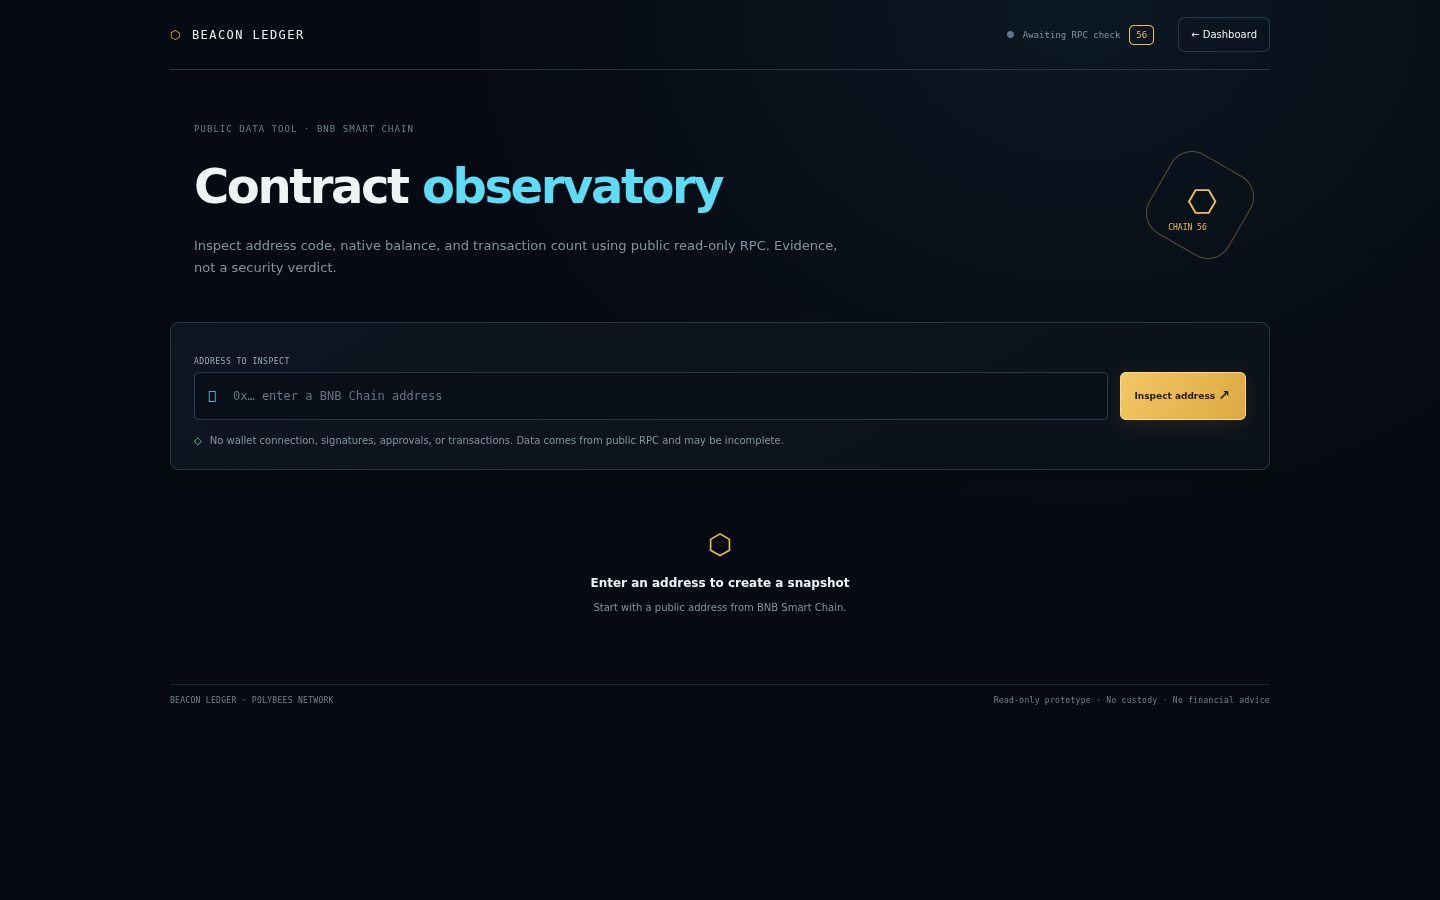 BEACON LEDGER
Awaiting RPC check 56
← Dashboard
PUBLIC DATA TOOL · BNB SMART CHAIN
Contract observatory
Inspect address code, native balance, and transaction count using public read-only RPC. Evidence,
not a security verdict.
CHAIN 56
ADDRESS TO INSPECT
0x… enter a BNB Chain address
Inspect address ↗
No wallet connection, signatures, approvals, or transactions. Data comes from public RPC and may be incomplete.
Enter an address to create a snapshot
Start with a public address from BNB Smart Chain.
BEACON LEDGER · POLYBEES NETWORK
Read-only prototype · No custody · No financial advice